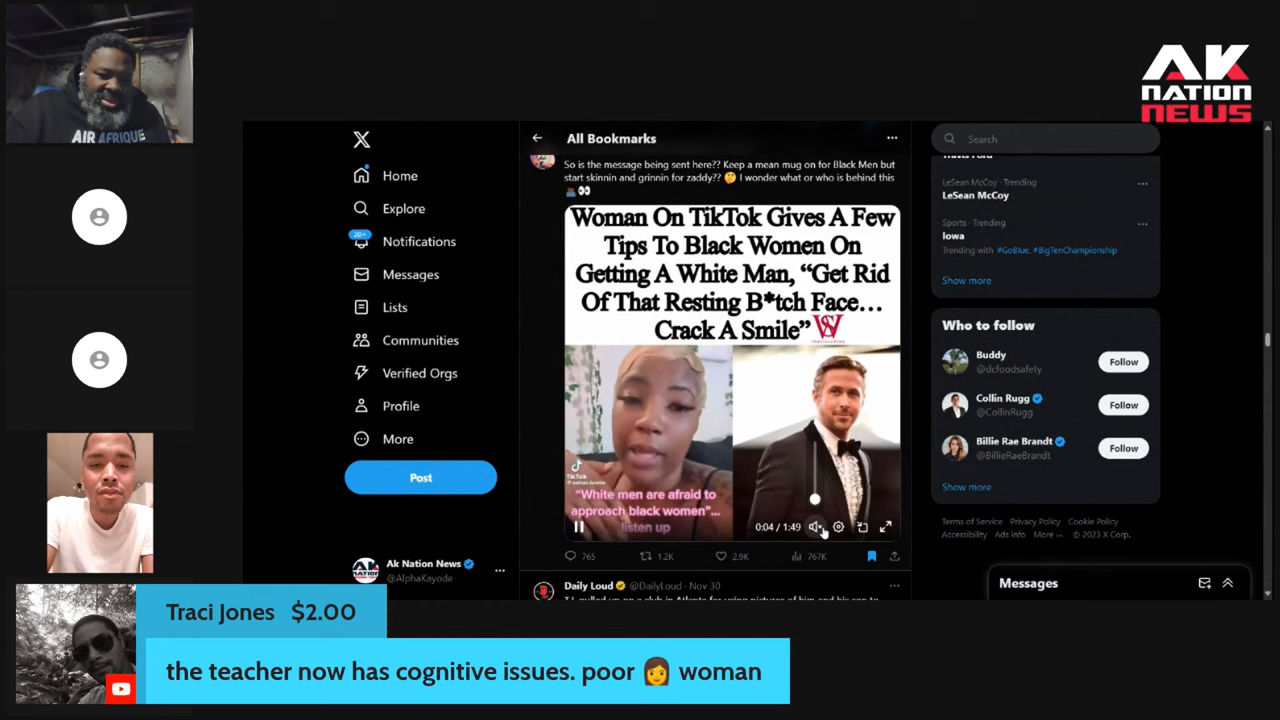 AIR AFRIQUE
AK
NATION
NEWS
X
Home
Explore
20+
Notifications
Messages
Lists
Communities
Verified Orgs
Profile
More
Post
Ak Nation News
@AlphaKayode
All Bookmarks
So is the message being sent here?? Keep a mean mug on for Black Men but
start skinnin and grinnin for zaddy?? 🤔 I wonder what or who is behind this
Woman On TikTok Gives A Few
Tips To Black Women On
Getting A White Man, “Get Rid
Of That Resting B*tch Face…
Crack A Smile”
TikTok
“White men are afraid to
approach black women”...
listen up
0:04 / 1:49
765
1.2K
2.9K
767K
Daily Loud @DailyLoud · Nov 30
Search
Travis Ford
LeSean McCoy · Trending
LeSean McCoy
Sports · Trending
Iowa
Trending with #GoBlue, #BigTenChampionship
Show more
Who to follow
Buddy
@dcfoodsafety
Follow
Collin Rugg
@CollinRugg
Follow
Billie Rae Brandt
@BillieRaeBrandt
Follow
Show more
Terms of Service Privacy Policy Cookie Policy
Accessibility Ads info More ··· © 2023 X Corp.
Messages
Traci Jones $2.00
the teacher now has cognitive issues. poor 👩 woman